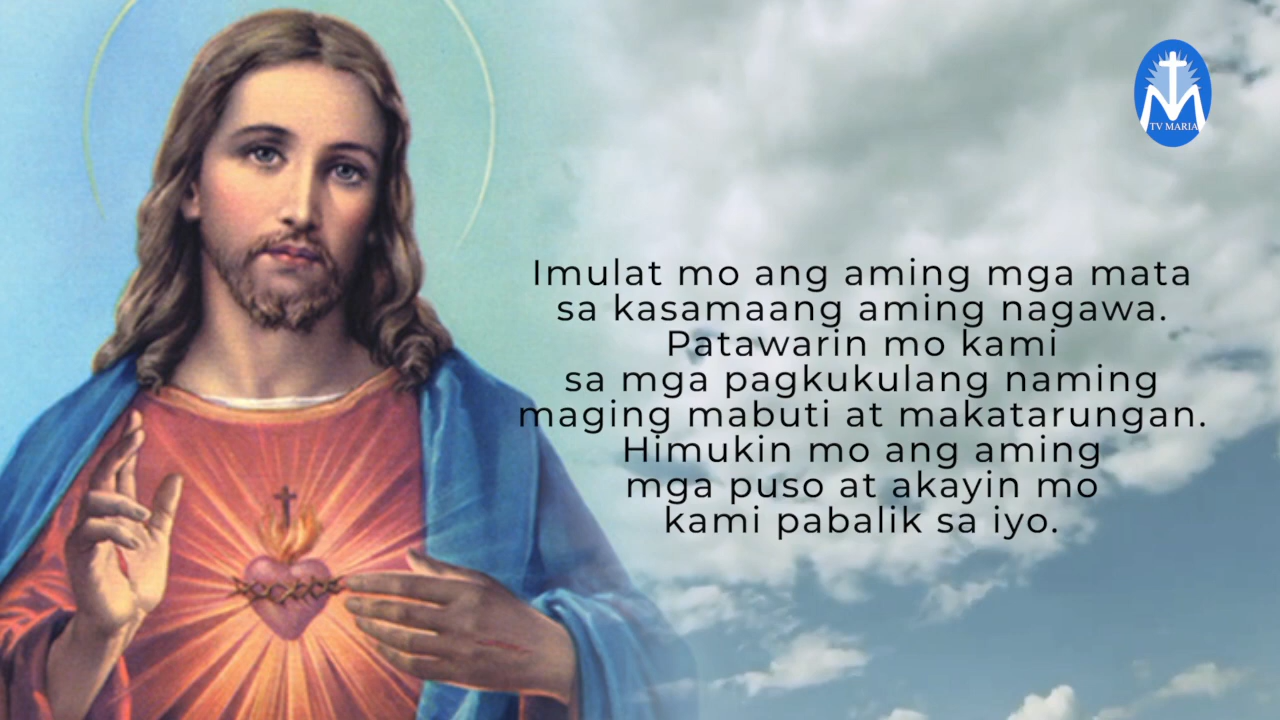 TV MARIA
Imulat mo ang aming mga mata
sa kasamaang aming nagawa.
Patawarin mo kami
sa mga pagkukulang naming
maging mabuti at makatarungan.
Himukin mo ang aming
mga puso at akayin mo
kami pabalik sa iyo.